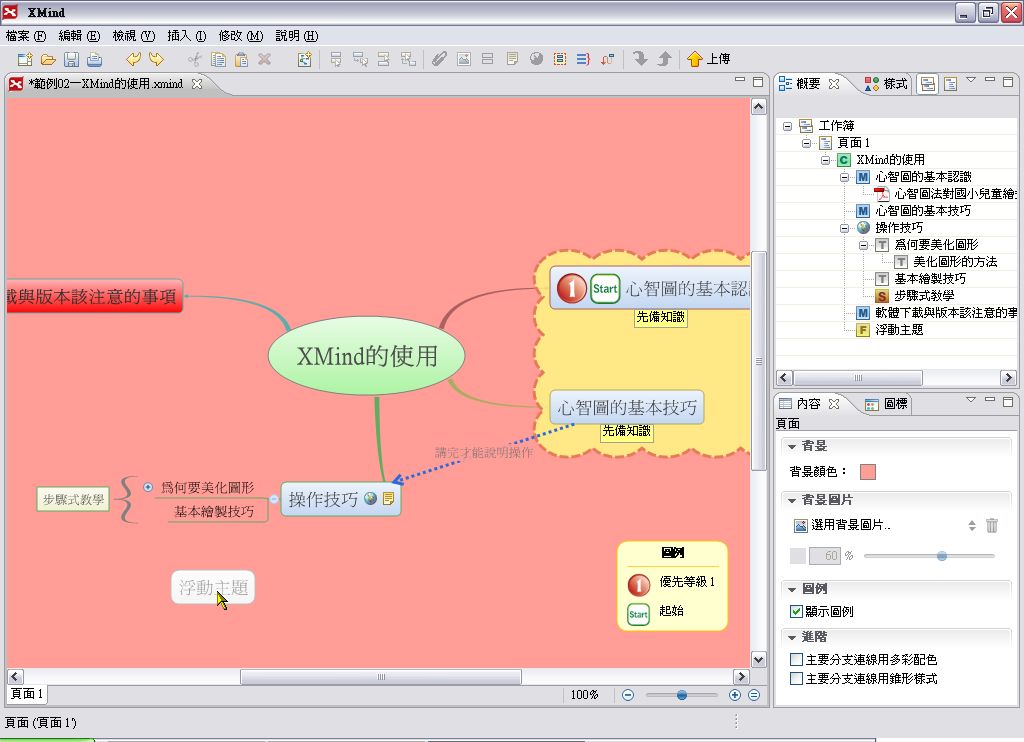 XMind
檔案 (F) 編輯 (E) 檢視 (V) 插入 (I) 修改 (M) 說明 (H)
上傳
*範例02一XMind的使用.xmind
概要
樣式
工作簿
頁面 1
XMind的使用
心智圖的基本認識
心智圖法對國小兒童繪
心智圖的基本技巧
操作技巧
為何要美化圖形
美化圖形的方法
基本繪製技巧
步驟式教學
軟體下載與版本該注意的事
浮動主題
載與版本該注意的事項
XMind的使用
1 Start 心智圖的基本認
先備知識
心智圖的基本技巧
先備知識
講完才能說明操作
操作技巧
為何要美化圖形
基本繪製技巧
步驟式教學
浮動主題
圖例
1 優先等級 1
Start 起始
內容
圖標
頁面
背景
背景顏色：
背景圖片
選用背景圖片..
60 %
圖例
顯示圖例
進階
主要分支連線用多彩配色
主要分支連線用錐形樣式
頁面 1
100%
頁面 ('頁面 1')